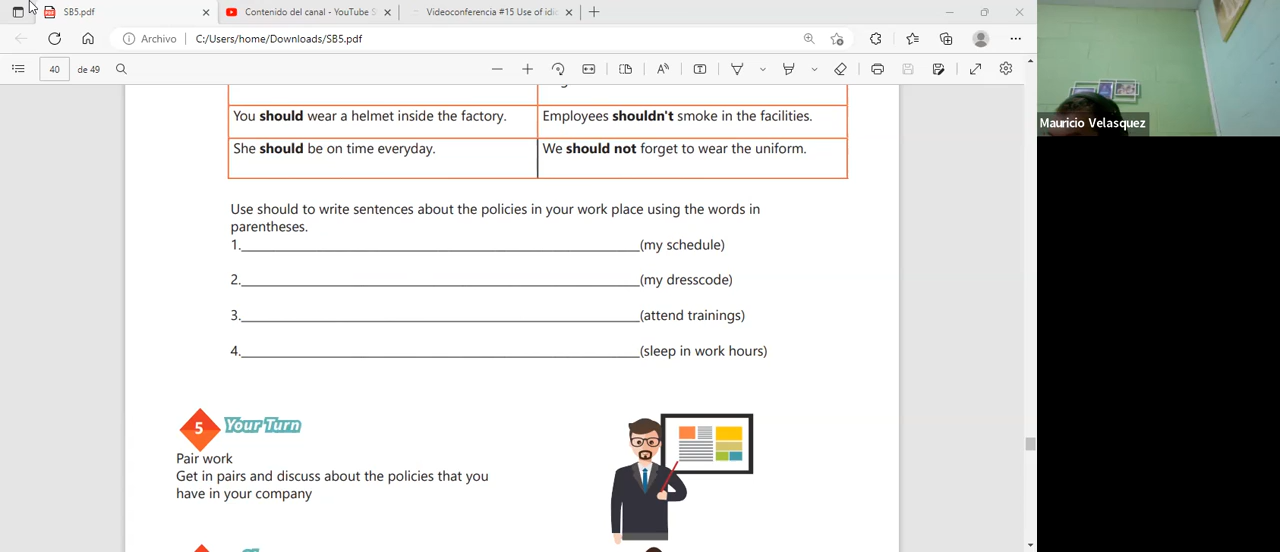 SB5.pdf
Contenido del canal - YouTube S
Videoconferencia #15 Use of idi
Archivo
C:/Users/home/Downloads/SB5.pdf
40
de 49
You should wear a helmet inside the factory.
Employees shouldn't smoke in the facilities.
She should be on time everyday.
We should not forget to wear the uniform.
Use should to write sentences about the policies in your work place using the words in
parentheses.
1.__________(my schedule)
2.__________(my dresscode)
3.__________(attend trainings)
4.__________(sleep in work hours)
5
Your Turn
Pair work
Get in pairs and discuss about the policies that you
have in your company
Mauricio Velasquez